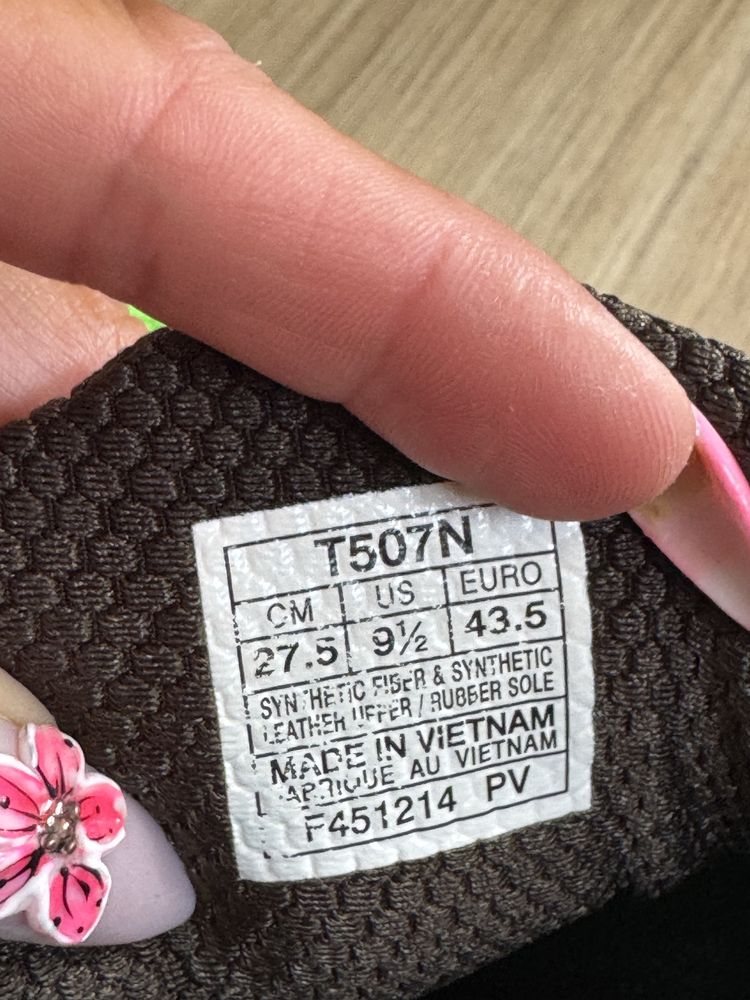 T507N
CM US EURO
27.5 9½ 43.5
SYNTHETIC FIBER & SYNTHETIC
LEATHER UPPER / RUBBER SOLE
MADE IN VIETNAM
FABRIQUE AU VIETNAM
F451214 PV